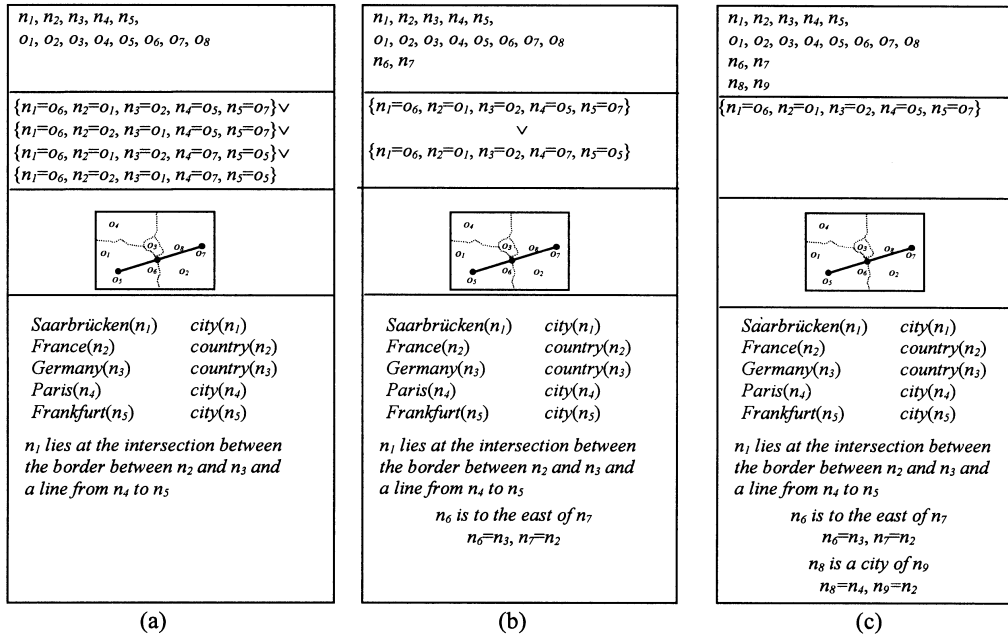 n₁, n₂, n₃, n₄, n₅,
o₁, o₂, o₃, o₄, o₅, o₆, o₇, o₈
{n₁=o₆, n₂=o₁, n₃=o₂, n₄=o₅, n₅=o₇}∨
{n₁=o₆, n₂=o₂, n₃=o₁, n₄=o₅, n₅=o₇}∨
{n₁=o₆, n₂=o₁, n₃=o₂, n₄=o₇, n₅=o₅}∨
{n₁=o₆, n₂=o₂, n₃=o₁, n₄=o₇, n₅=o₅}
o₄
o₃ o₈
o₁ o₇
o₆ o₂
o₅
Saarbrücken(n₁) city(n₁)
France(n₂) country(n₂)
Germany(n₃) country(n₃)
Paris(n₄) city(n₄)
Frankfurt(n₅) city(n₅)
n₁ lies at the intersection between
the border between n₂ and n₃ and
a line from n₄ to n₅
(a)
n₁, n₂, n₃, n₄, n₅,
o₁, o₂, o₃, o₄, o₅, o₆, o₇, o₈
n₆, n₇
{n₁=o₆, n₂=o₁, n₃=o₂, n₄=o₅, n₅=o₇}
∨
{n₁=o₆, n₂=o₁, n₃=o₂, n₄=o₇, n₅=o₅}
o₄
o₃ o₈
o₁ o₇
o₆ o₂
o₅
Saarbrücken(n₁) city(n₁)
France(n₂) country(n₂)
Germany(n₃) country(n₃)
Paris(n₄) city(n₄)
Frankfurt(n₅) city(n₅)
n₁ lies at the intersection between
the border between n₂ and n₃ and
a line from n₄ to n₅
n₆ is to the east of n₇
n₆=n₃, n₇=n₂
(b)
n₁, n₂, n₃, n₄, n₅,
o₁, o₂, o₃, o₄, o₅, o₆, o₇, o₈
n₆, n₇
n₈, n₉
{n₁=o₆, n₂=o₁, n₃=o₂, n₄=o₅, n₅=o₇}
o₄
o₃ o₈
o₁ o₇
o₆ o₂
o₅
Saarbrücken(n₁) city(n₁)
France(n₂) country(n₂)
Germany(n₃) country(n₃)
Paris(n₄) city(n₄)
Frankfurt(n₅) city(n₅)
n₁ lies at the intersection between
the border between n₂ and n₃ and
a line from n₄ to n₅
n₆ is to the east of n₇
n₆=n₃, n₇=n₂
n₈ is a city of n₉
n₈=n₄, n₉=n₂
(c)